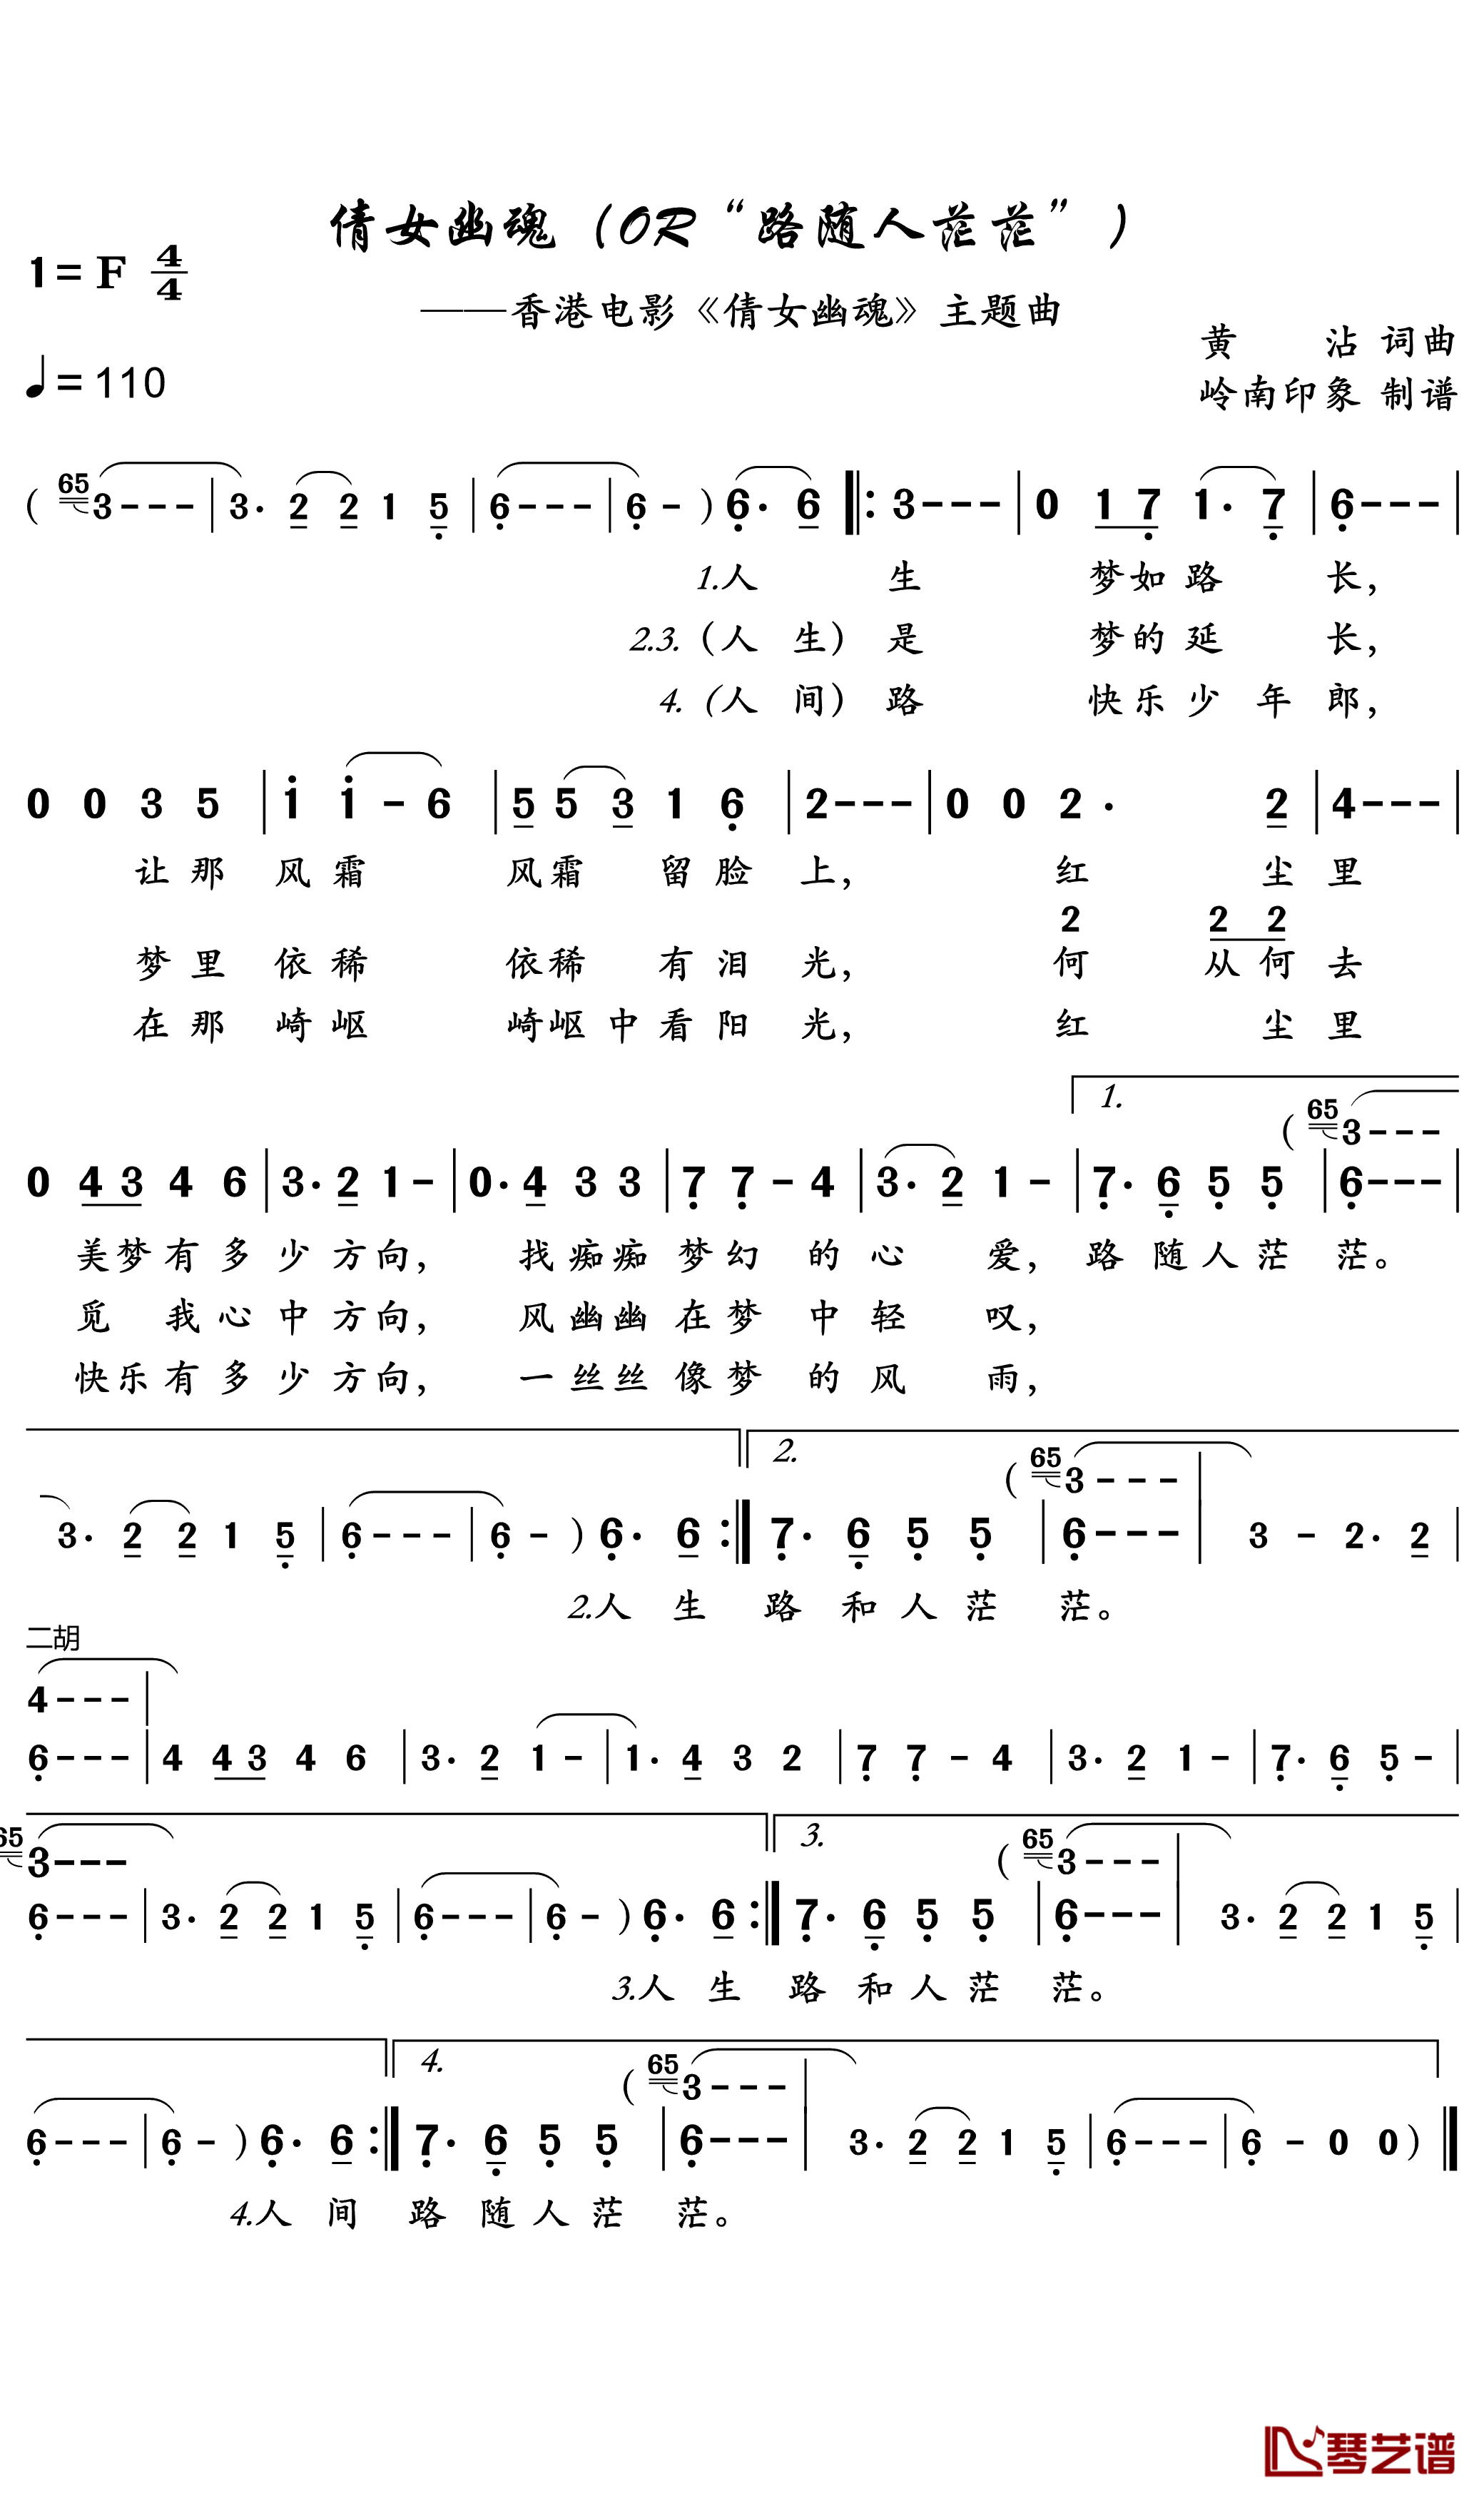 倩女幽魂（OR“路随人茫茫”）
1= F 4/4
——香港电影《倩女幽魂》主题曲
黄 沾 词曲
♩= 110
岭南印象 制谱
( 65 3 - - - | 3· 2 2 1 5 | 6 - - - | 6 - ) 6· 6 ‖: 3 - - - | 0 1 7 1· 7 | 6 - - - |
1.人 生 梦如路 长，
2.3.（人 生）是 梦的延 长，
4.（人 间）路 快乐少年郎，
0 0 3 5 | 1 1 - 6 | 5 5 3 1 6 | 2 - - - | 0 0 2 · 2 | 4 - - - |
让那 风霜 风霜 留脸上， 红 尘里
2 2 2
梦里 依稀 依稀 有泪光， 何 从何去
在那 崎岖 崎岖中看阳光， 红 尘里
1.
( 65 3 - - -
0 4 3 4 6 | 3· 2 1 - | 0· 4 3 3 | 7 7 - 4 | 3· 2 1 - | 7· 6 5 5 | 6 - - - |
美梦有多少方向， 找痴痴梦幻的心 爱，路随人茫 茫。
觅 我心中方向， 风幽幽在梦中轻 叹，
快乐有多少方向， 一丝丝像梦的风 雨，
2.
( 65 3 - - - |
3· 2 2 1 5 | 6 - - - | 6 - ) 6· 6 :‖ 7· 6 5 5 | 6 - - - | 3 - 2· 2 |
2.人 生 路和人茫 茫。
二胡
4 - - - |
6 - - - | 4 4 3 4 6 | 3· 2 1 - | 1· 4 3 2 | 7 7 - 4 | 3· 2 1 - | 7· 6 5 - |
3.
65 3 - - - ( 65 3 - - - |
6 - - - | 3· 2 2 1 5 | 6 - - - | 6 - ) 6· 6 :‖ 7· 6 5 5 | 6 - - - | 3· 2 2 1 5 |
3.人 生 路和人茫 茫。
4.
( 65 3 - - - |
6 - - - | 6 - ) 6· 6 :‖ 7· 6 5 5 | 6 - - - | 3· 2 2 1 5 | 6 - - - | 6 - 0 0 ) ‖
4.人 间 路随人茫 茫。
琴艺谱